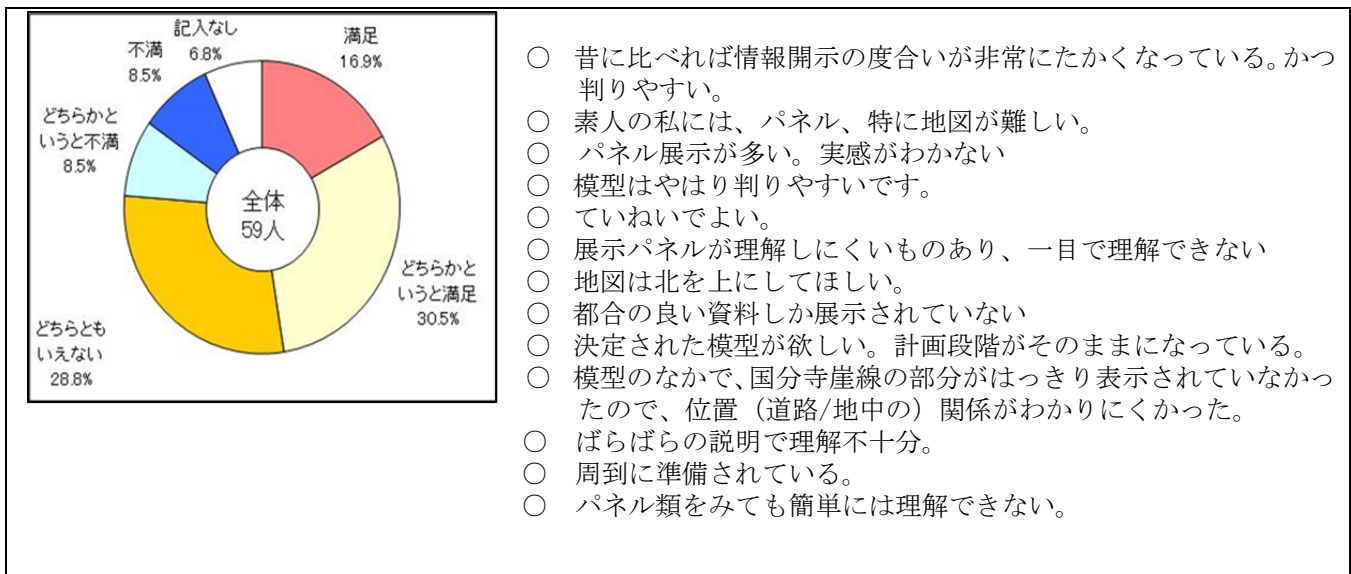 記入なし
6.8%
満足
16.9%
不満
8.5%
どちらかと
いうと不満
8.5%
全体
59人
どちらかと
いうと満足
30.5%
どちらとも
いえない
28.8%
○ 昔に比べれば情報開示の度合いが非常にたかくなっている。かつ
判りやすい。
○ 素人の私には、パネル、特に地図が難しい。
○ パネル展示が多い。実感がわかない
○ 模型はやはり判りやすいです。
○ ていねいでよい。
○ 展示パネルが理解しにくいものあり、一目で理解できない
○ 地図は北を上にしてほしい。
○ 都合の良い資料しか展示されていない
○ 決定された模型が欲しい。計画段階がそのままになっている。
○ 模型のなかで、国分寺崖線の部分がはっきり表示されていなかっ
たので、位置（道路/地中の）関係がわかりにくかった。
○ ばらばらの説明で理解不十分。
○ 周到に準備されている。
○ パネル類をみても簡単には理解できない。